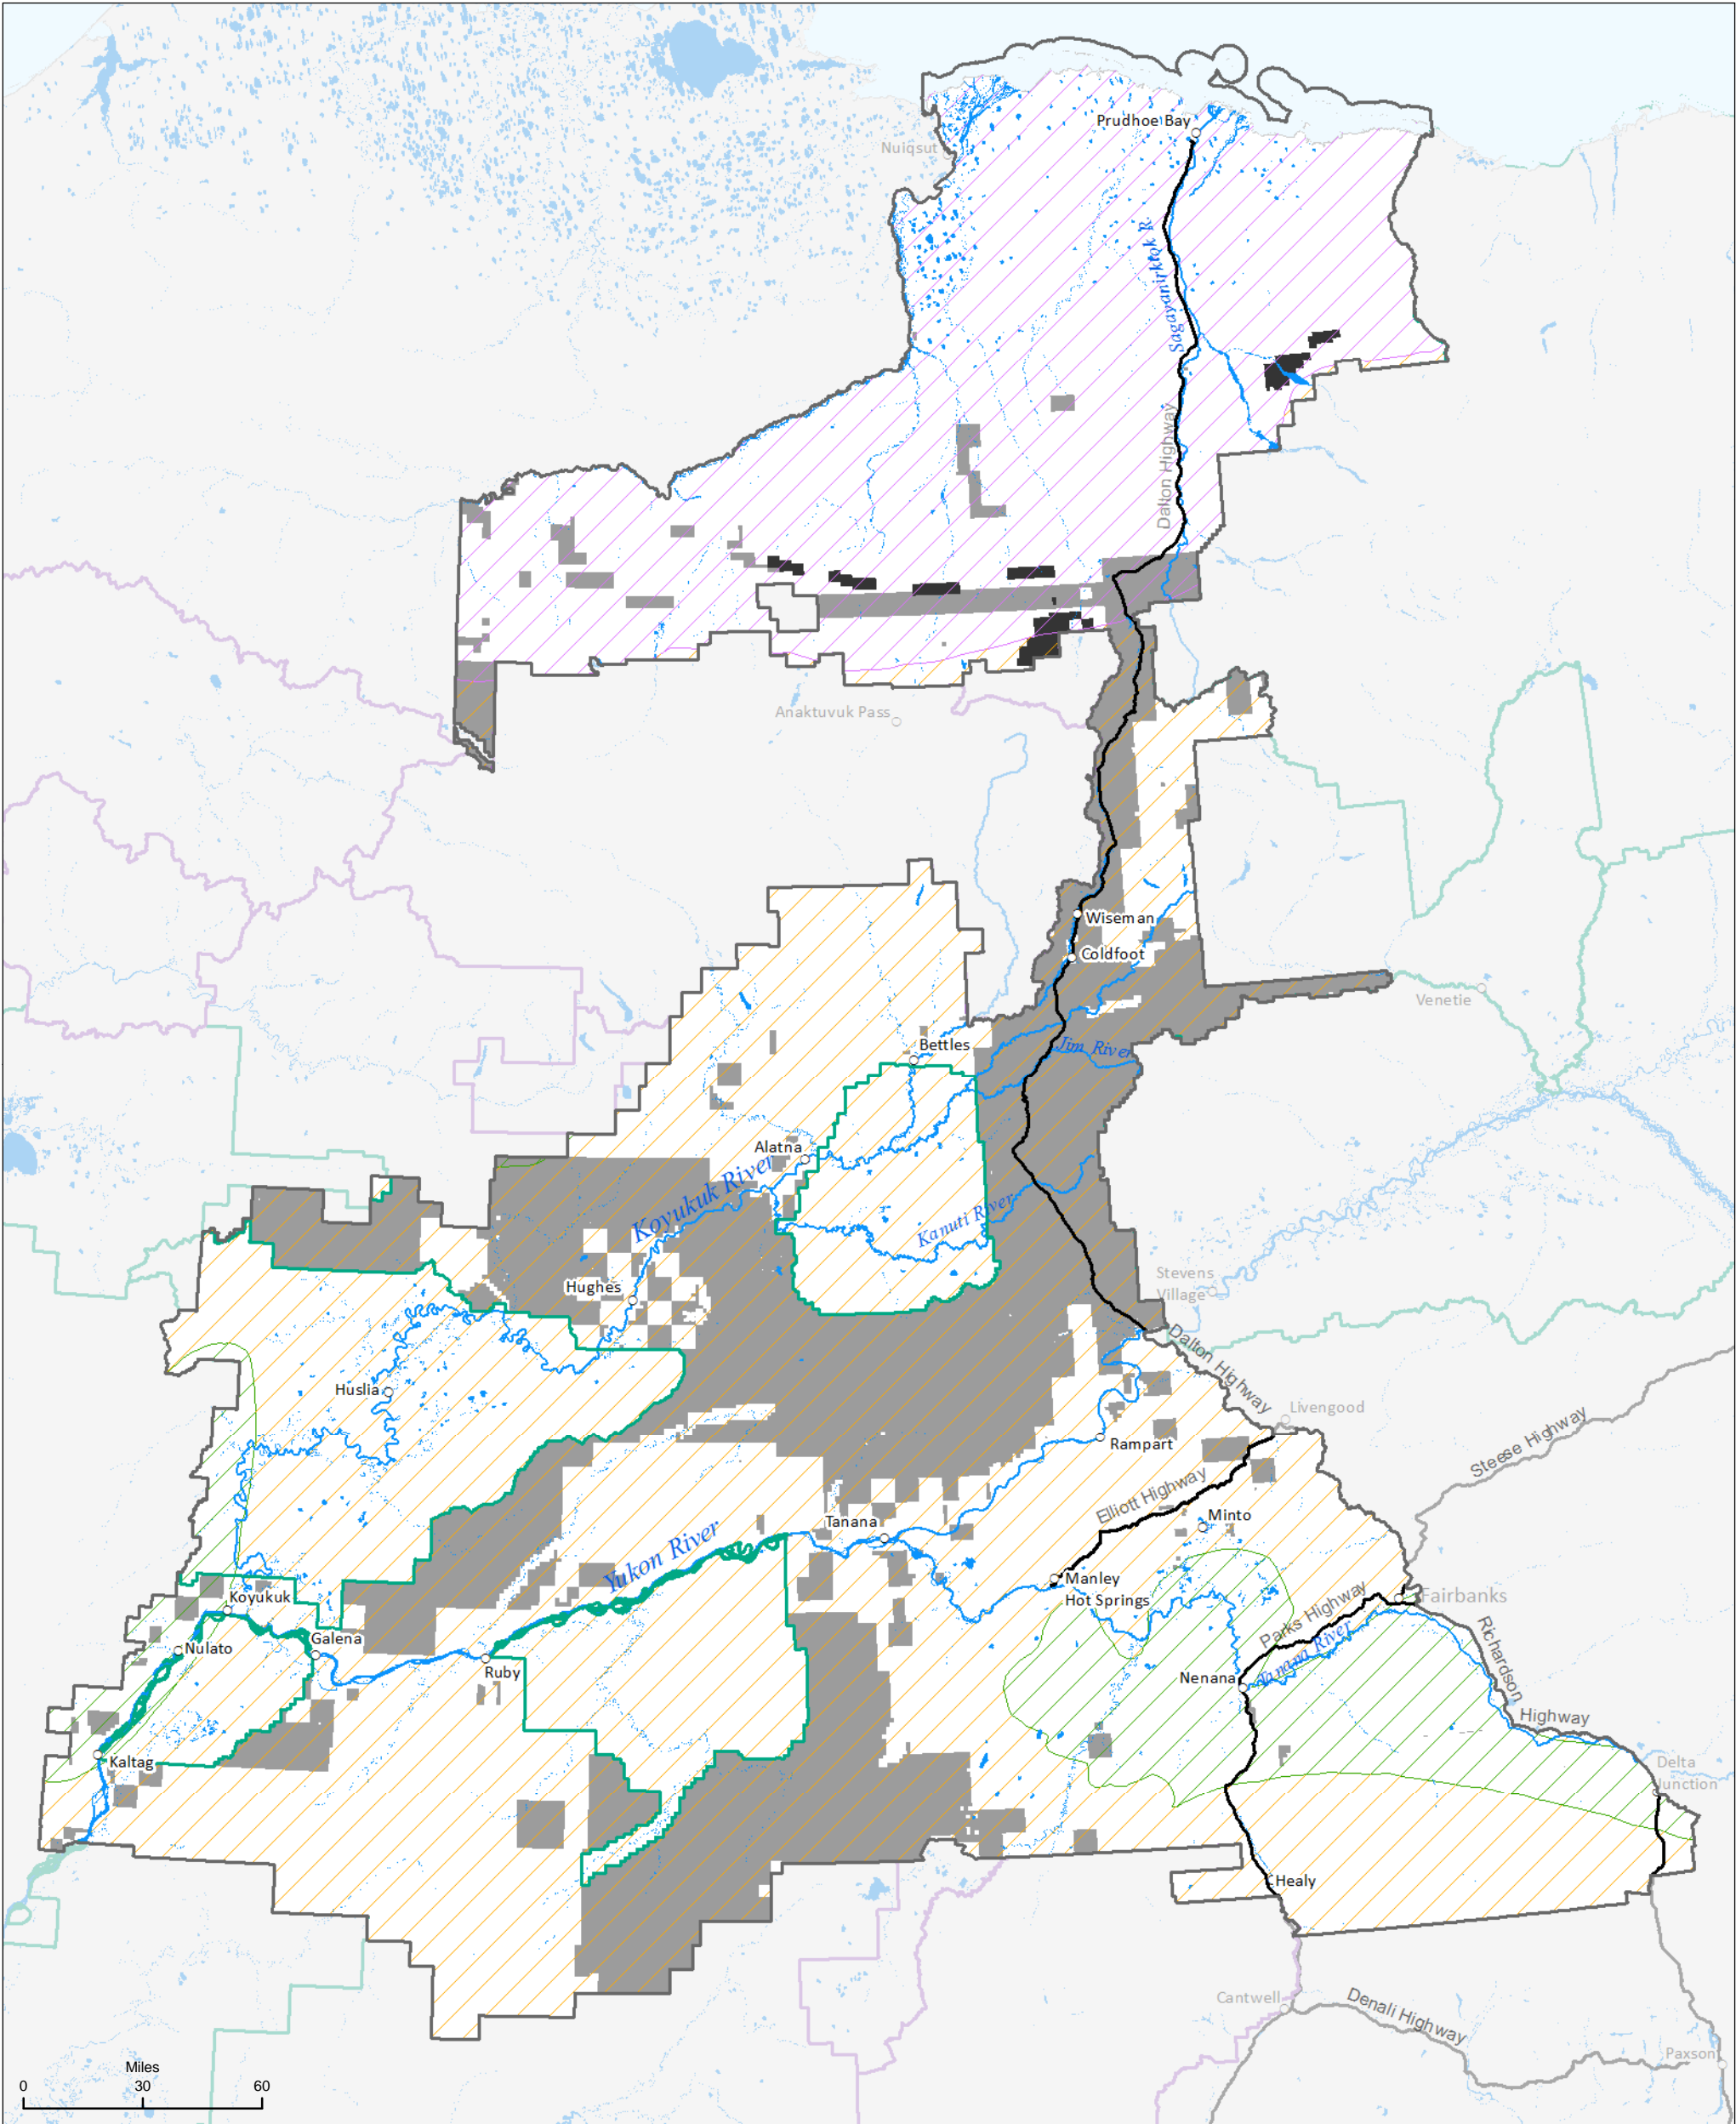 Prudhoe Bay
Nuiqsut
Sagavanirktok R.
Dalton Highway
Anaktuvuk Pass
Wiseman
Coldfoot
Venetie
Bettles
Jim River
Alatna
Koyukuk River
Kanuti River
Hughes
Stevens
Village
Dalton Highway
Huslia
Livengood
Rampart
Steese Highway
Elliott Highway
Minto
Tanana
Yukon River
Manley
Hot Springs
Koyukuk
Fairbanks
Parks Highway
Galena
Nulato
Ruby
Tanana River
Nenana
Richardson
Highway
Kaltag
Delta
Junction
Healy
Cantwell
Denali Highway
Paxson
Miles
0 30 60